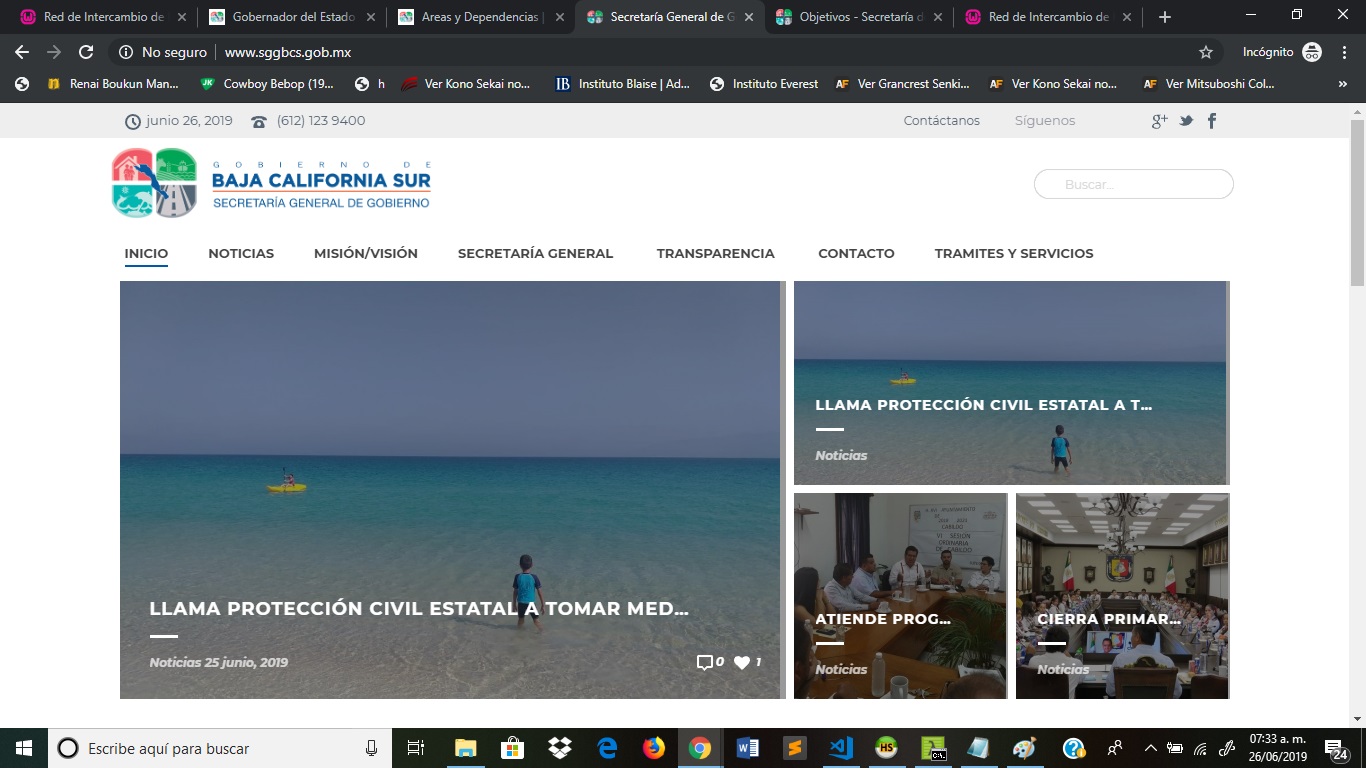 Red de Intercambio de
Gobernador del Estado
Areas y Dependencias |
Secretaría General de G
Objetivos - Secretaría d
Red de Intercambio de
No seguro
www.sggbcs.gob.mx
Incógnito
Renai Boukun Man...
Cowboy Bebop (19...
h
Ver Kono Sekai no...
Instituto Blaise | Ad...
Instituto Everest
Ver Grancrest Senki...
Ver Kono Sekai no...
Ver Mitsuboshi Col...
junio 26, 2019
(612) 123 9400
Contáctanos
Síguenos
GOBIERNO DE
BAJA CALIFORNIA SUR
SECRETARÍA GENERAL DE GOBIERNO
Buscar...
INICIO
NOTICIAS
MISIÓN/VISIÓN
SECRETARÍA GENERAL
TRANSPARENCIA
CONTACTO
TRAMITES Y SERVICIOS
LLAMA PROTECCIÓN CIVIL ESTATAL A TOMAR MED...
Noticias 25 junio, 2019
0
1
LLAMA PROTECCIÓN CIVIL ESTATAL A T...
Noticias
VI SESIÓN
ORDINARIA
DE CABILDO
ATIENDE PROG...
Noticias
CIERRA PRIMAR...
Noticias
Escribe aquí para buscar
07:33 a. m.
26/06/2019
24